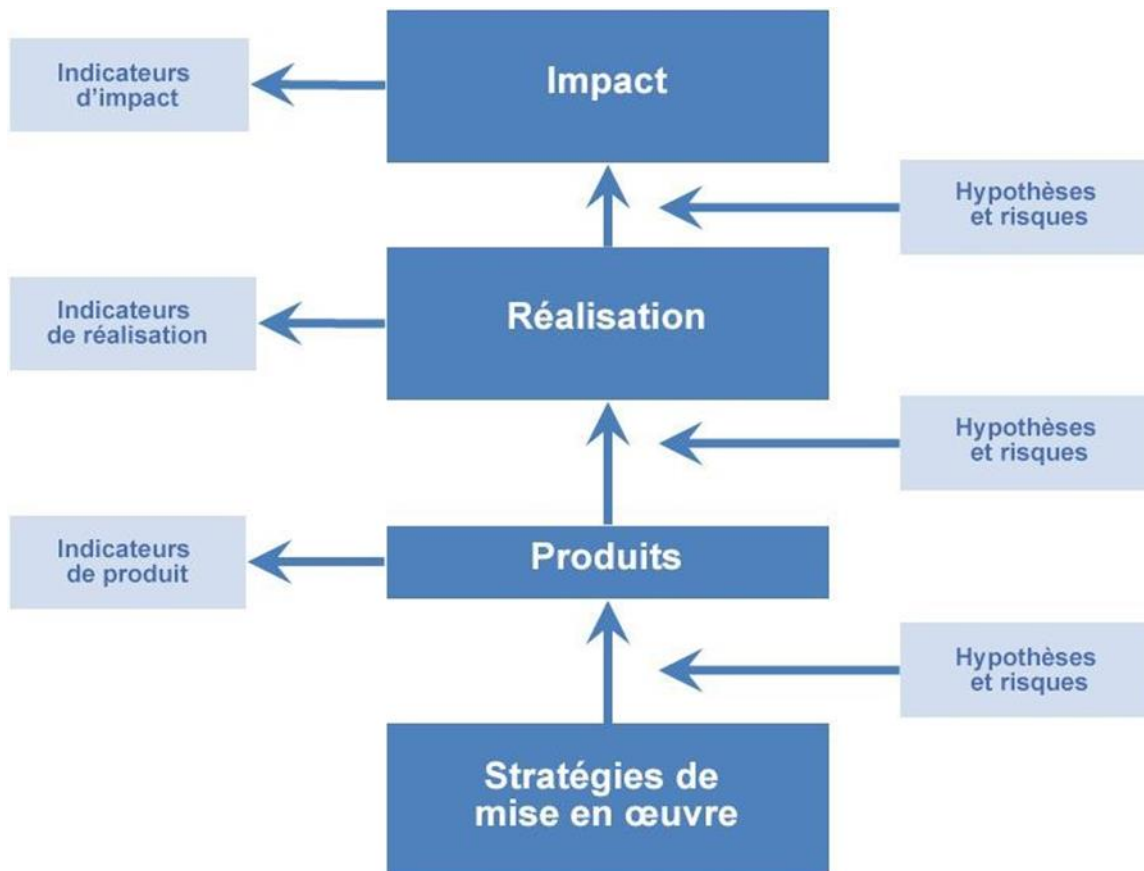 Indicateurs
d’impact
Impact
Hypothèses
et risques
Indicateurs
de réalisation
Réalisation
Hypothèses
et risques
Indicateurs
de produit
Produits
Hypothèses
et risques
Stratégies de
mise en œuvre